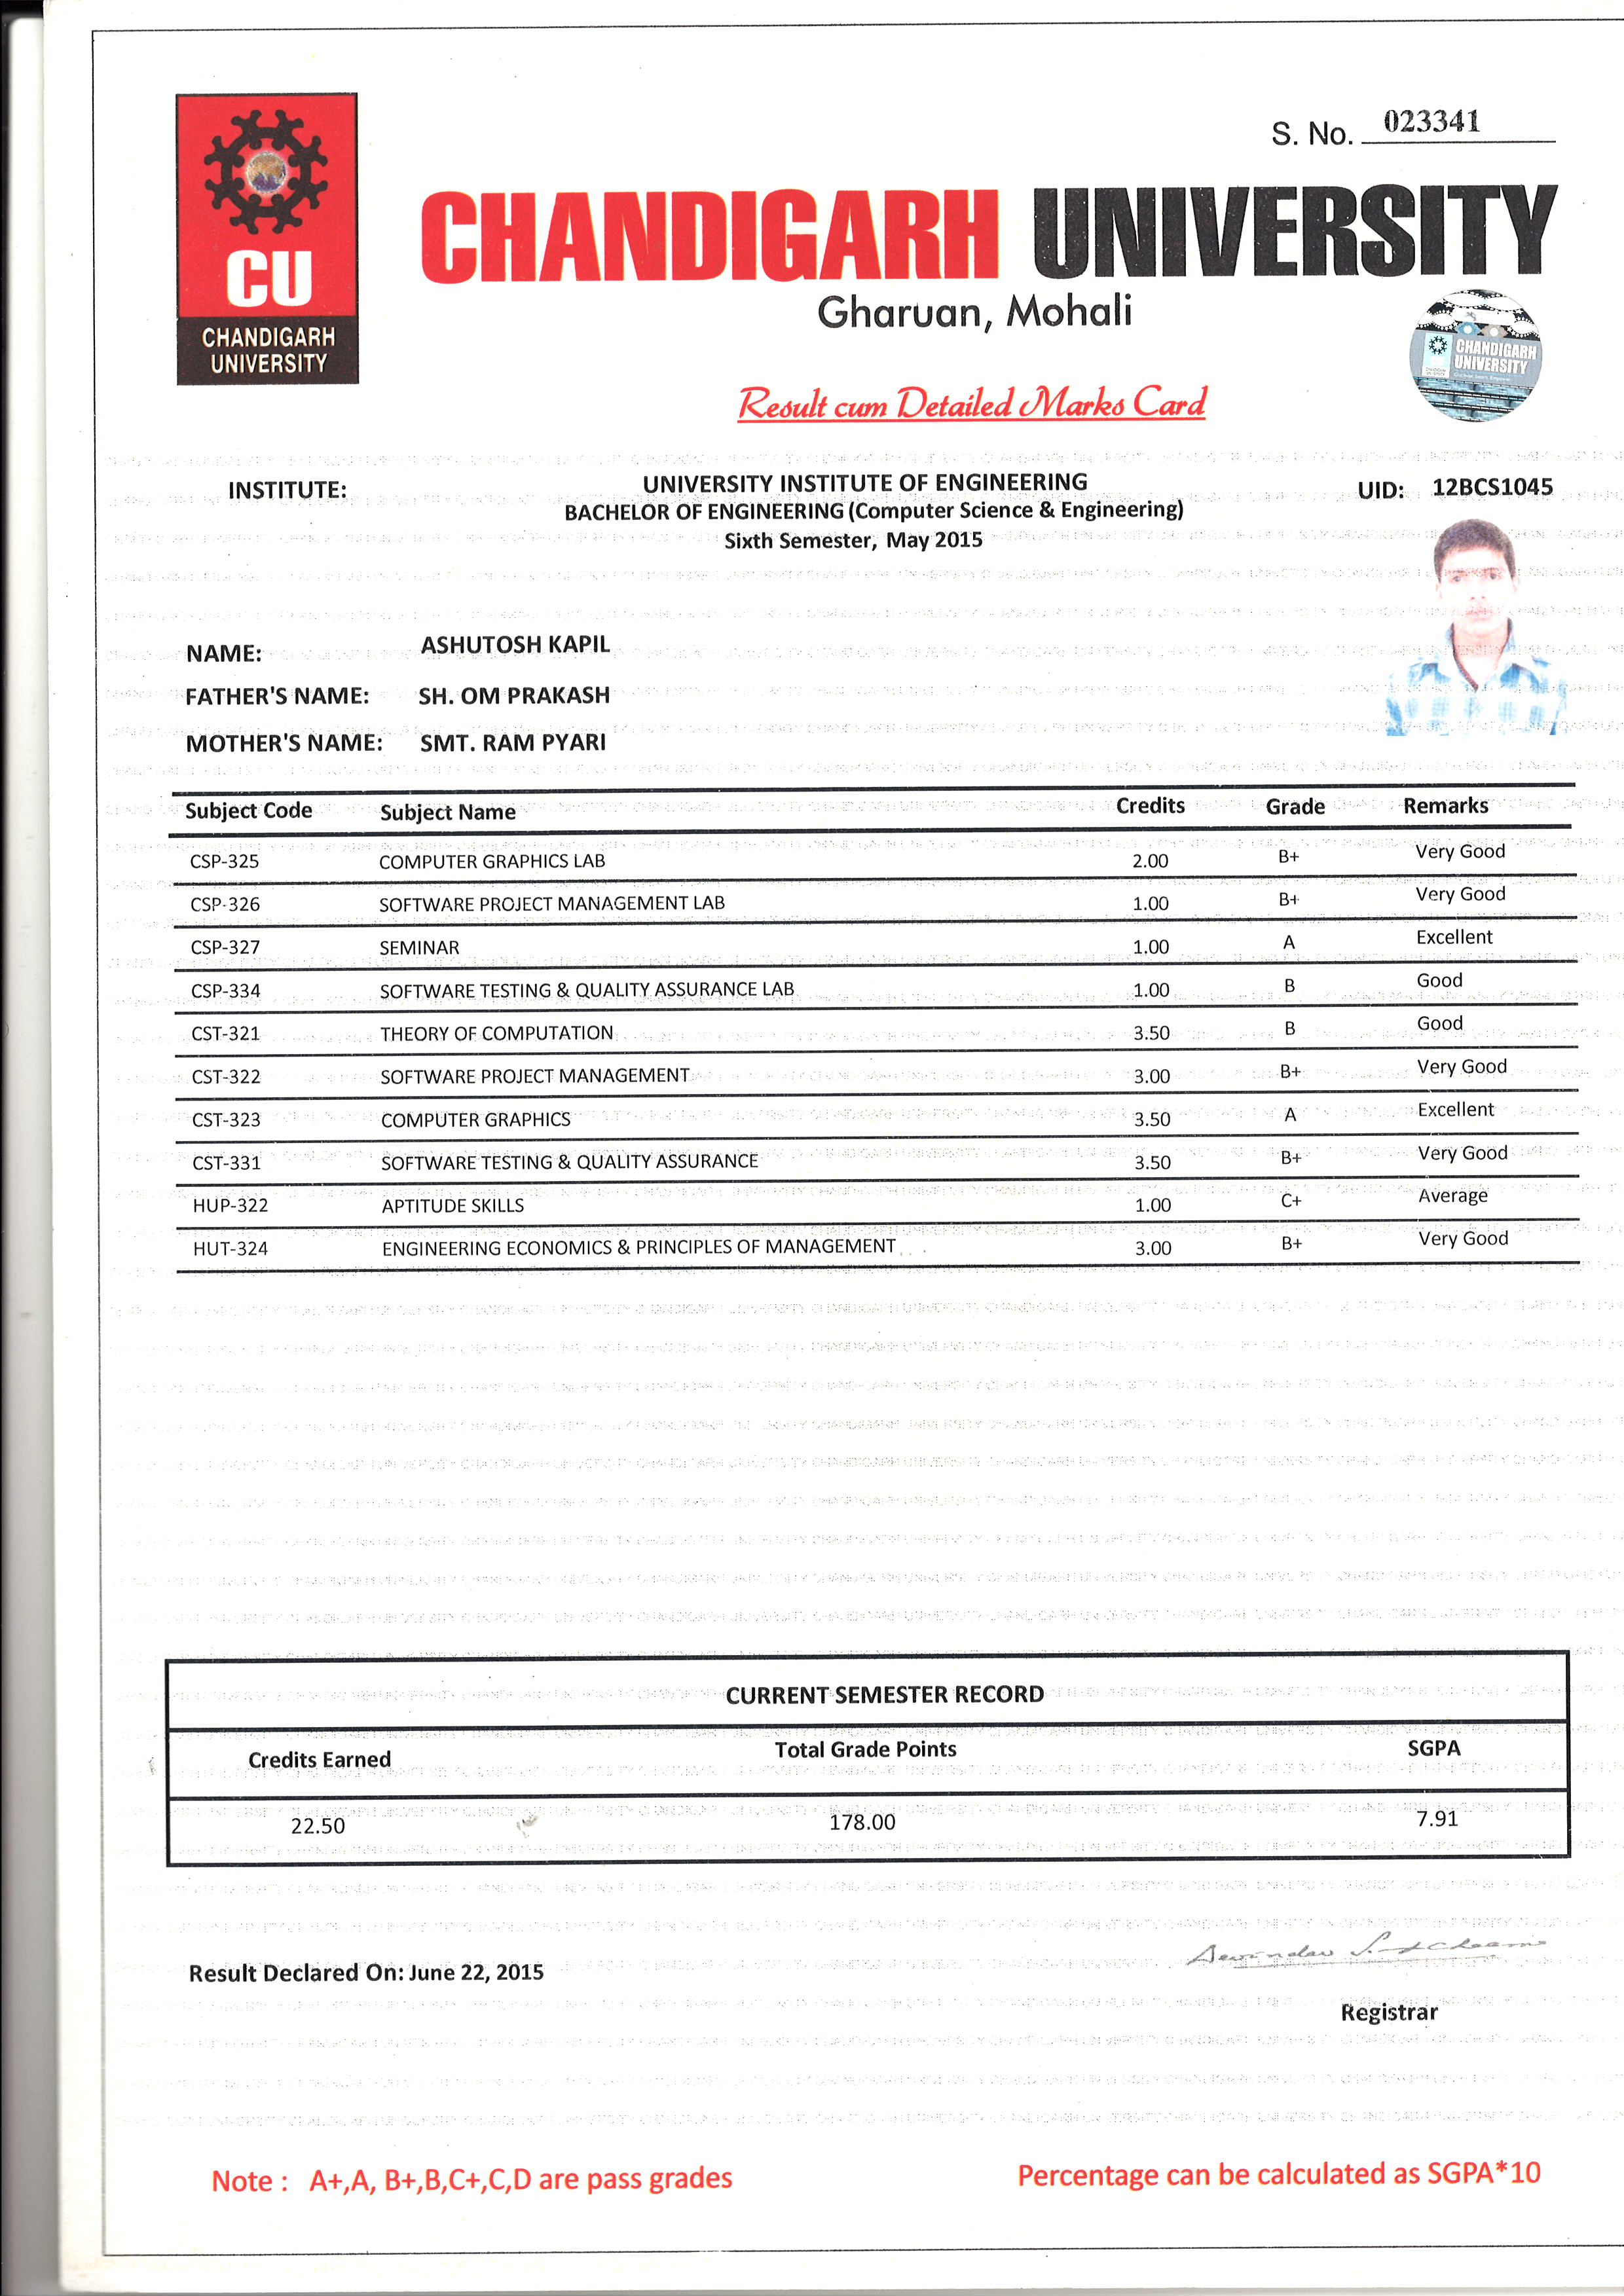 S. No. 023341
CU
CHANDIGARH
UNIVERSITY
CHANDIGARH UNIVERSITY
Gharuan, Mohali
CHANDIGARH
UNIVERSITY
Result cum Detailed Marks Card
INSTITUTE: UNIVERSITY INSTITUTE OF ENGINEERING UID: 12BCS1045
BACHELOR OF ENGINEERING (Computer Science & Engineering)
Sixth Semester, May 2015
NAME: ASHUTOSH KAPIL
FATHER'S NAME: SH. OM PRAKASH
MOTHER'S NAME: SMT. RAM PYARI
Subject Code Subject Name Credits Grade Remarks
CSP-325 COMPUTER GRAPHICS LAB 2.00 B+ Very Good
CSP-326 SOFTWARE PROJECT MANAGEMENT LAB 1.00 B+ Very Good
CSP-327 SEMINAR 1.00 A Excellent
CSP-334 SOFTWARE TESTING & QUALITY ASSURANCE LAB 1.00 B Good
CST-321 THEORY OF COMPUTATION 3.50 B Good
CST-322 SOFTWARE PROJECT MANAGEMENT 3.00 B+ Very Good
CST-323 COMPUTER GRAPHICS 3.50 A Excellent
CST-331 SOFTWARE TESTING & QUALITY ASSURANCE 3.50 B+ Very Good
HUP-322 APTITUDE SKILLS 1.00 C+ Average
HUT-324 ENGINEERING ECONOMICS & PRINCIPLES OF MANAGEMENT 3.00 B+ Very Good
CURRENT SEMESTER RECORD
Credits Earned Total Grade Points SGPA
22.50 178.00 7.91
Result Declared On: June 22, 2015
Registrar
Note : A+,A, B+,B,C+,C,D are pass grades Percentage can be calculated as SGPA*10